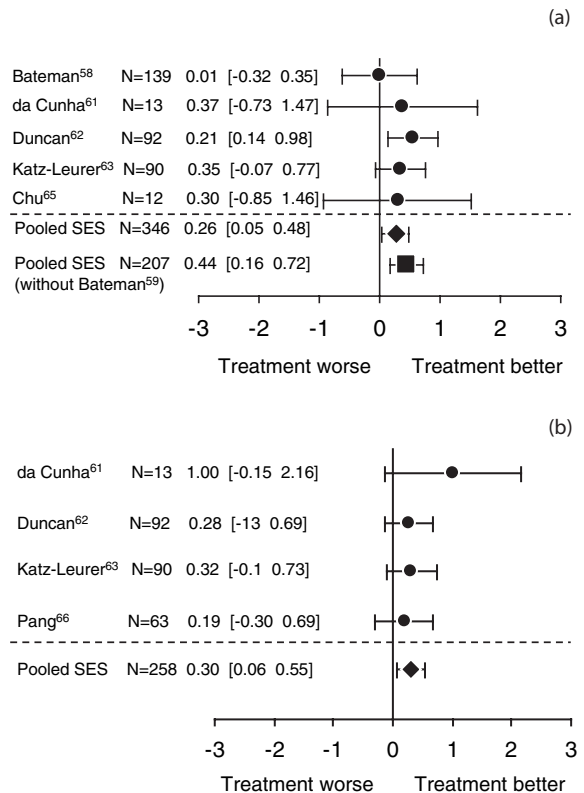 (a)
Bateman⁵⁸ N=139 0.01 [-0.32 0.35]
da Cunha⁶¹ N=13 0.37 [-0.73 1.47]
Duncan⁶² N=92 0.21 [0.14 0.98]
Katz-Leurer⁶³ N=90 0.35 [-0.07 0.77]
Chu⁶⁵ N=12 0.30 [-0.85 1.46]
Pooled SES N=346 0.26 [0.05 0.48]
Pooled SES N=207 0.44 [0.16 0.72]
(without Bateman⁵⁹)
-3 -2 -1 0 1 2 3
Treatment worse Treatment better
(b)
da Cunha⁶¹ N=13 1.00 [-0.15 2.16]
Duncan⁶² N=92 0.28 [-13 0.69]
Katz-Leurer⁶³ N=90 0.32 [-0.1 0.73]
Pang⁶⁶ N=63 0.19 [-0.30 0.69]
Pooled SES N=258 0.30 [0.06 0.55]
-3 -2 -1 0 1 2 3
Treatment worse Treatment better